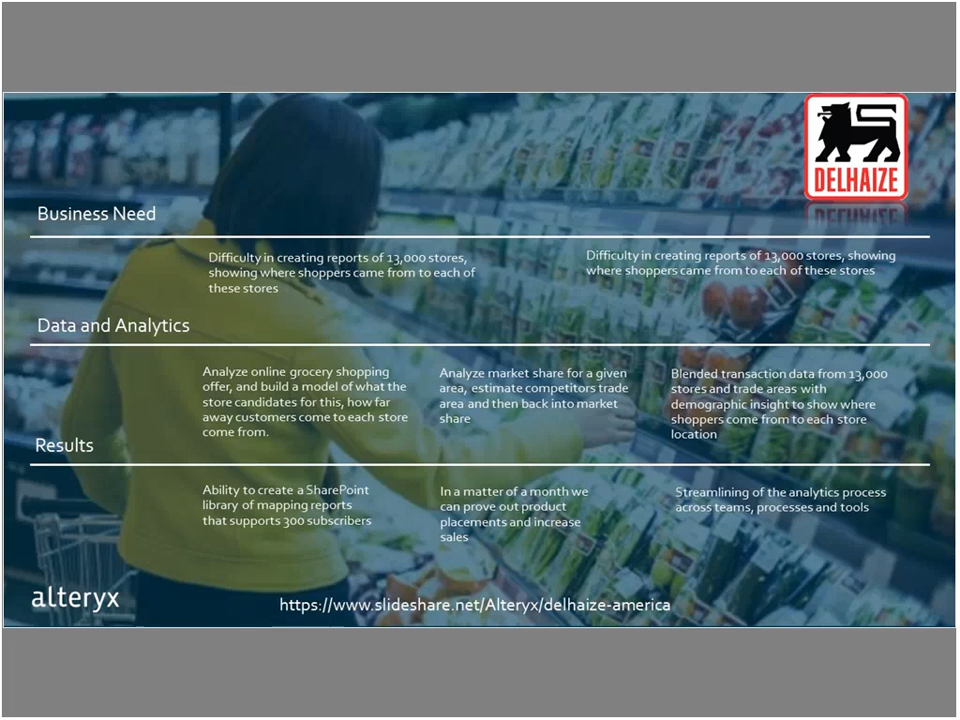 DELHAIZE
Business Need
Difficulty in creating reports of 13,000 stores,
showing where shoppers came from to each of
these stores
Difficulty in creating reports of 13,000 stores, showing
where shoppers came from to each of these stores
Data and Analytics
Analyze online grocery shopping
offer, and build a model of what the
store candidates for this, how far
away customers come to each store
come from.
Analyze market share for a given
area, estimate competitors trade
area and then back into market
share
Blended transaction data from 13,000
stores and trade areas with
demographic insight to show where
shoppers come from to each store
location
Results
Ability to create a SharePoint
library of mapping reports
that supports 300 subscribers
In a matter of a month we
can prove out product
placements and increase
sales
Streamlining of the analytics process
across teams, processes and tools
alteryx
https://www.slideshare.net/Alteryx/delhaize-america